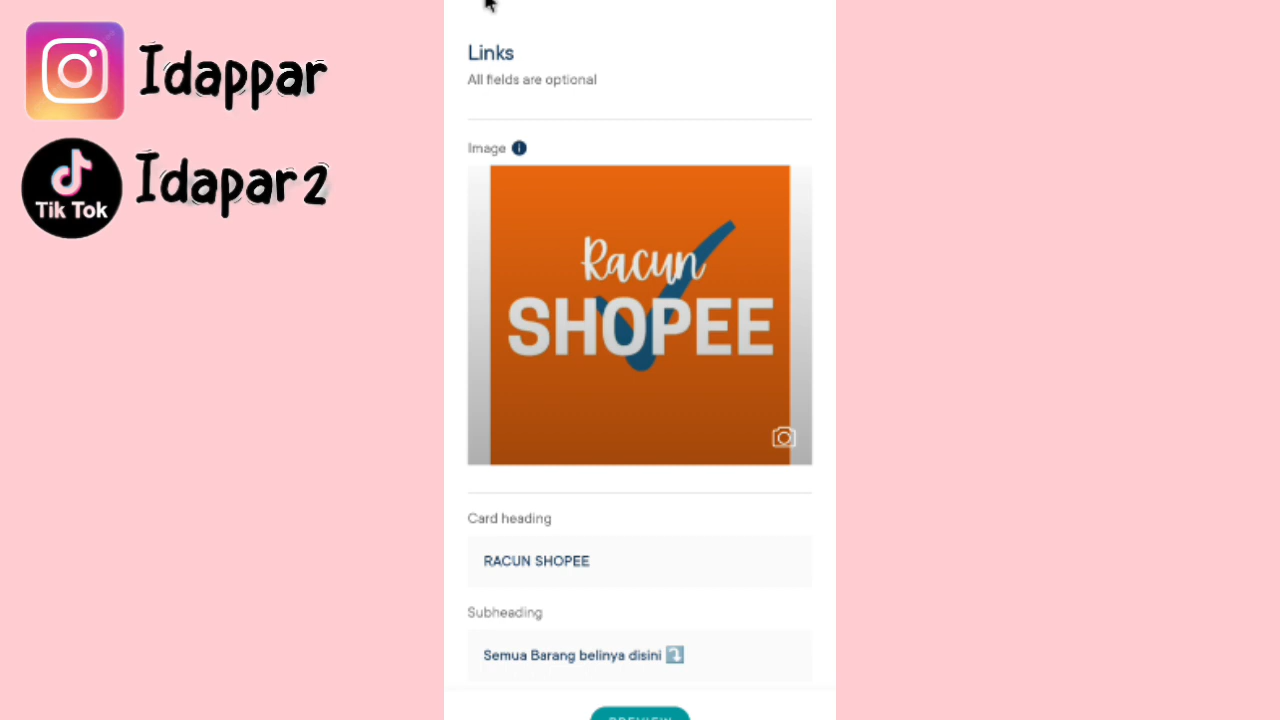 Idappar
Tik Tok
Idapar2
Links
All fields are optional
Image
Racun
SHOPEE
Card heading
RACUN SHOPEE
Subheading
Semua Barang belinya disini ⤵️
PREVIEW